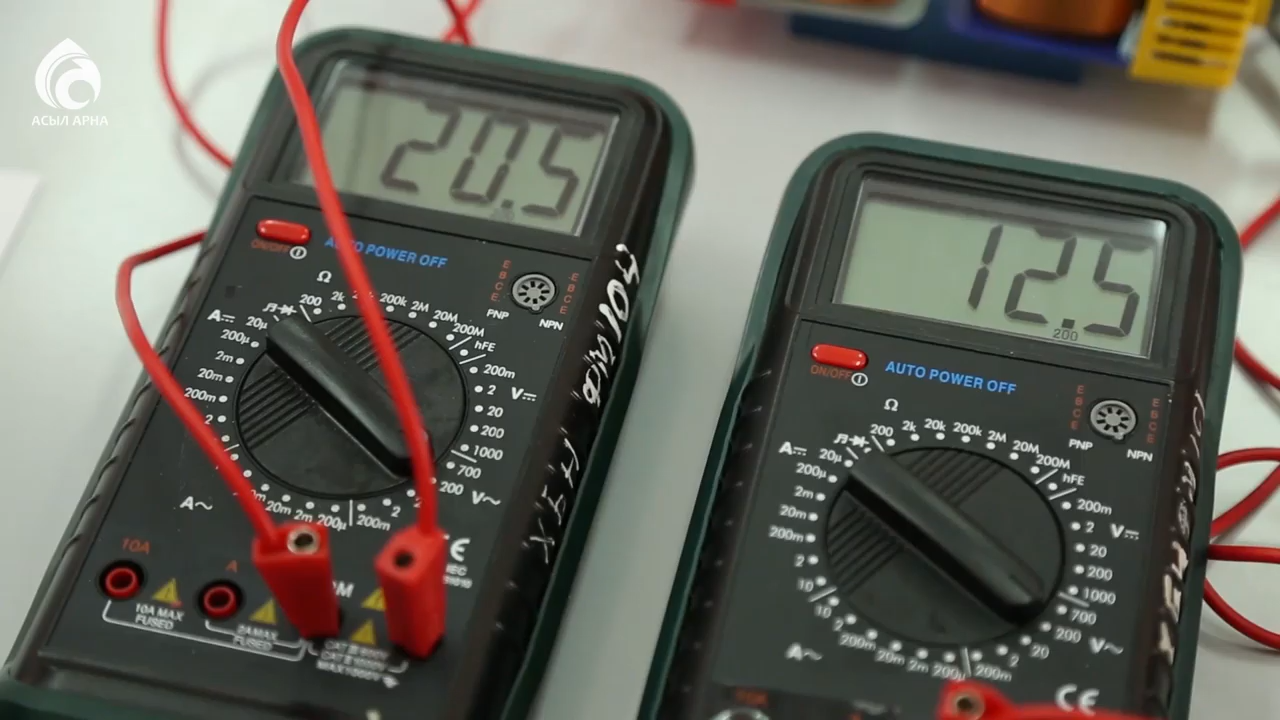 АСЫЛ АРНА
20.5
ON/OFF
AUTO POWER OFF
Ω
200 2k 200k 2M 20M 200M hFE
E B C E
PNP
E B C E
NPN
A
20µ
200µ
2m
20m
200m
2
200m
2
20
200
1000
V
700
200
V~
A~
20m 2m 200µ 200m 2
10A
A
10A MAX
FUSED
2A MAX
FUSED
CE
12.5
200
ON/OFF
AUTO POWER OFF
Ω
200 2k 20k 200k 2M 20M 200M hFE
E B C E
PNP
E B C E
NPN
A
20µ
200µ
2m
20m
200m
2
10
10
2
200m
20m
2m
200µ
200m
2
20
200
700
V~
200m
2
20
200
1000
V
A~
CE